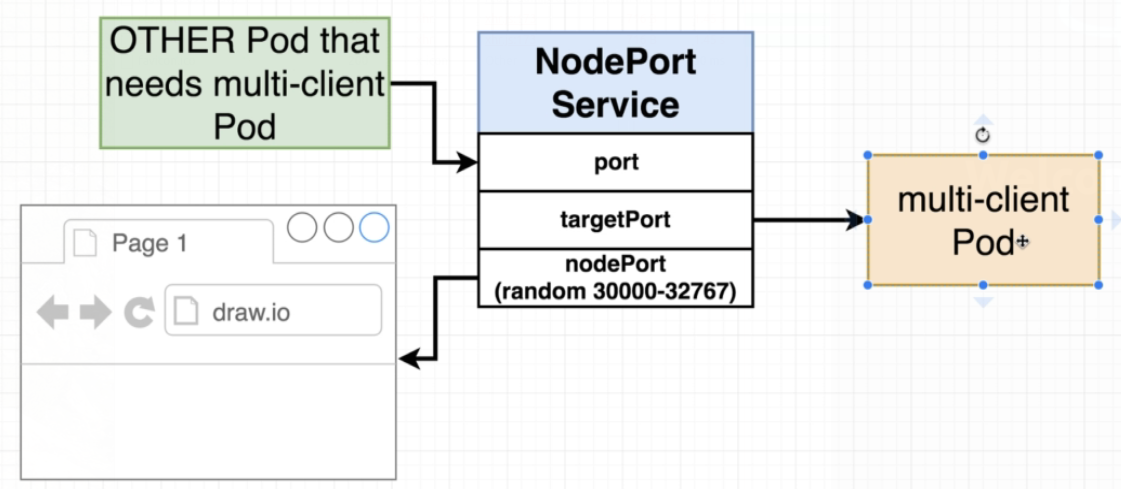 OTHER Pod that
needs multi-client
Pod
NodePort
Service
port
targetPort
nodePort
(random 30000-32767)
multi-client
Pod
Page 1
draw.io